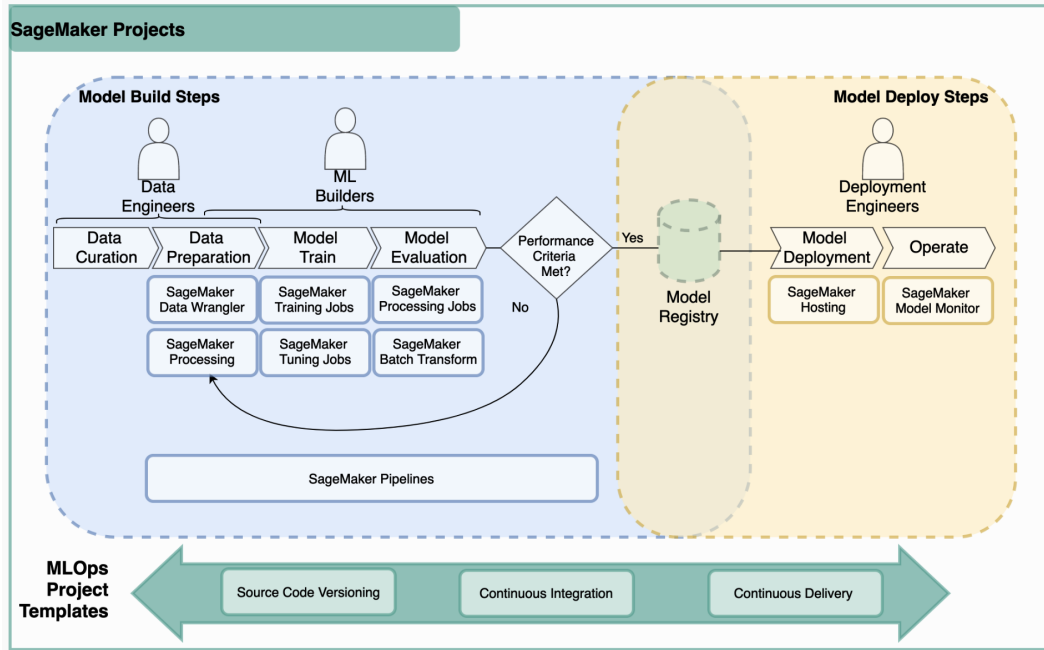 SageMaker Projects
Model Build Steps
Model Deploy Steps
Data
Engineers
ML
Builders
Deployment
Engineers
Data
Curation
Data
Preparation
Model
Train
Model
Evaluation
Performance
Criteria
Met?
Yes
No
Model
Registry
Model
Deployment
Operate
SageMaker
Data Wrangler
SageMaker
Training Jobs
SageMaker
Processing Jobs
SageMaker
Hosting
SageMaker
Model Monitor
SageMaker
Processing
SageMaker
Tuning Jobs
SageMaker
Batch Transform
SageMaker Pipelines
MLOps
Project
Templates
Source Code Versioning
Continuous Integration
Continuous Delivery